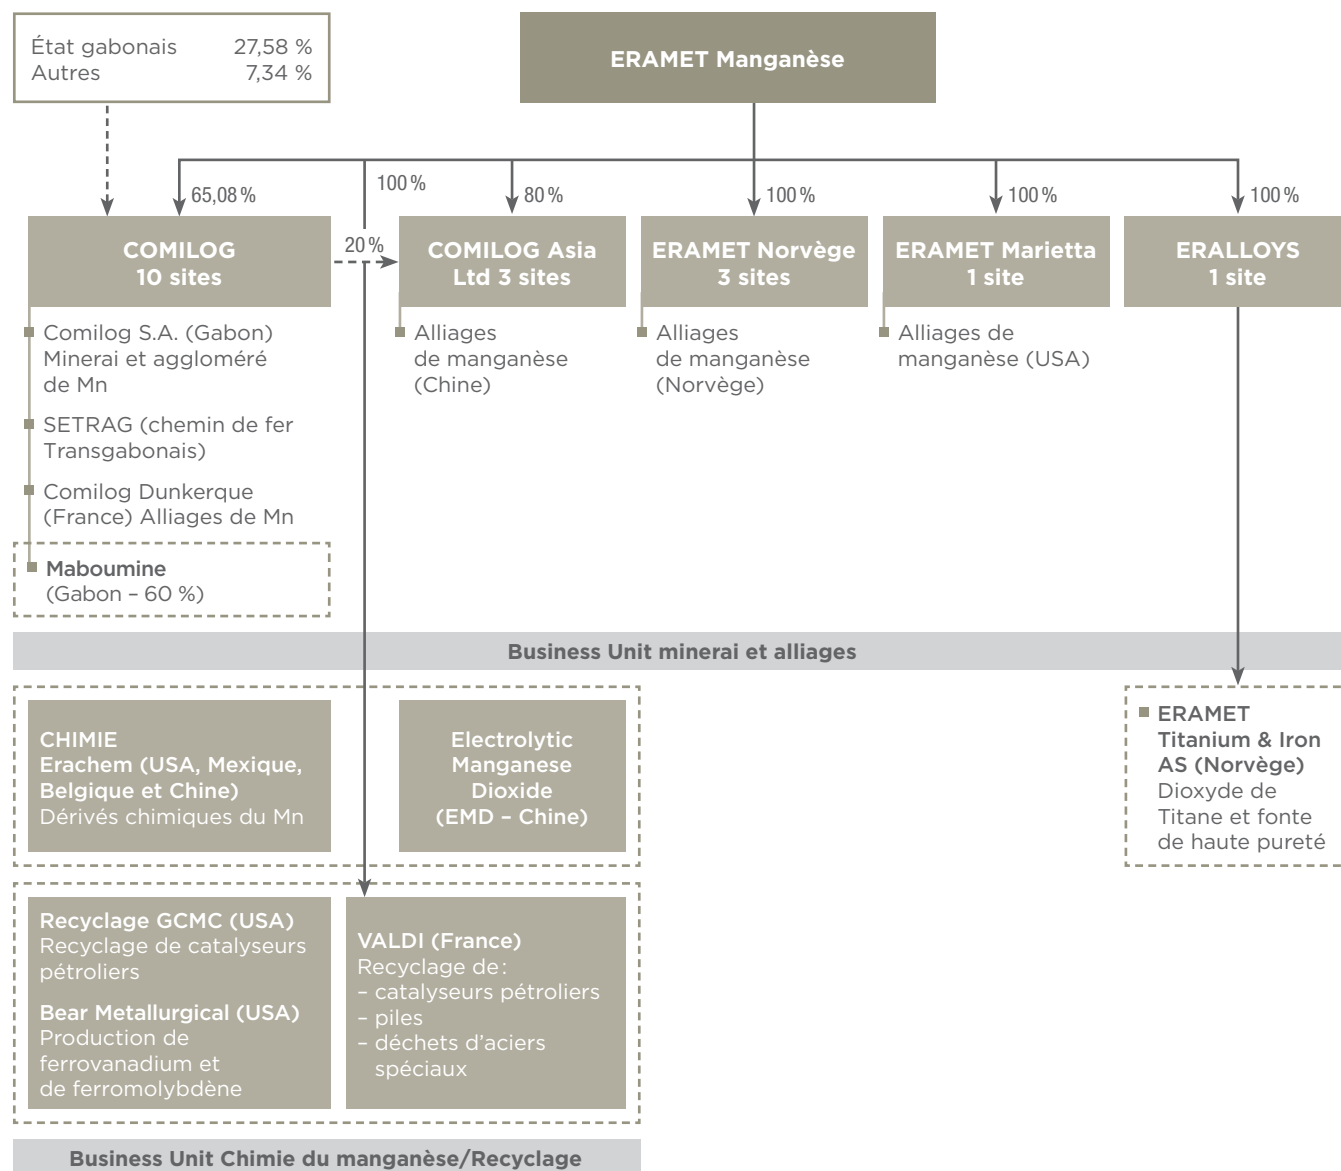 État gabonais 27,58 %
Autres 7,34 %
ERAMET Manganèse
65,08 %
100 %
80 %
100 %
100 %
100 %
COMILOG
10 sites
20 %
COMILOG Asia
Ltd 3 sites
ERAMET Norvège
3 sites
ERAMET Marietta
1 site
ERALLOYS
1 site
Comilog S.A. (Gabon)
Minerai et aggloméré
de Mn
SETRAG (chemin de fer
Transgabonais)
Comilog Dunkerque
(France) Alliages de Mn
Maboumine
(Gabon – 60 %)
Alliages
de manganèse
(Chine)
Alliages
de manganèse
(Norvège)
Alliages de
manganèse (USA)
Business Unit minerai et alliages
CHIMIE
Erachem (USA, Mexique,
Belgique et Chine)
Dérivés chimiques du Mn
Electrolytic
Manganese
Dioxide
(EMD – Chine)
ERAMET
Titanium & Iron
AS (Norvège)
Dioxyde de
Titane et fonte
de haute pureté
Recyclage GCMC (USA)
Recyclage de catalyseurs
pétroliers
Bear Metallurgical (USA)
Production de
ferrovanadium et
de ferromolybdène
VALDI (France)
Recyclage de :
– catalyseurs pétroliers
– piles
– déchets d’aciers
spéciaux
Business Unit Chimie du manganèse/Recyclage